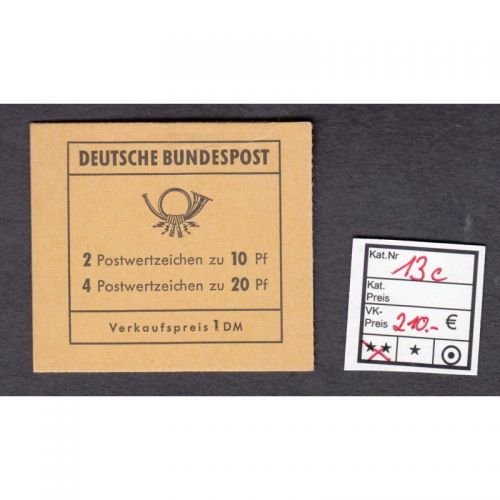 DEUTSCHE BUNDESPOST
2 Postwertzeichen zu 10 Pf
4 Postwertzeichen zu 20 Pf
Verkaufspreis 1 DM
Kat.Nr 13c
Kat.
Preis
VK-
Preis 210.- €
★★ ★